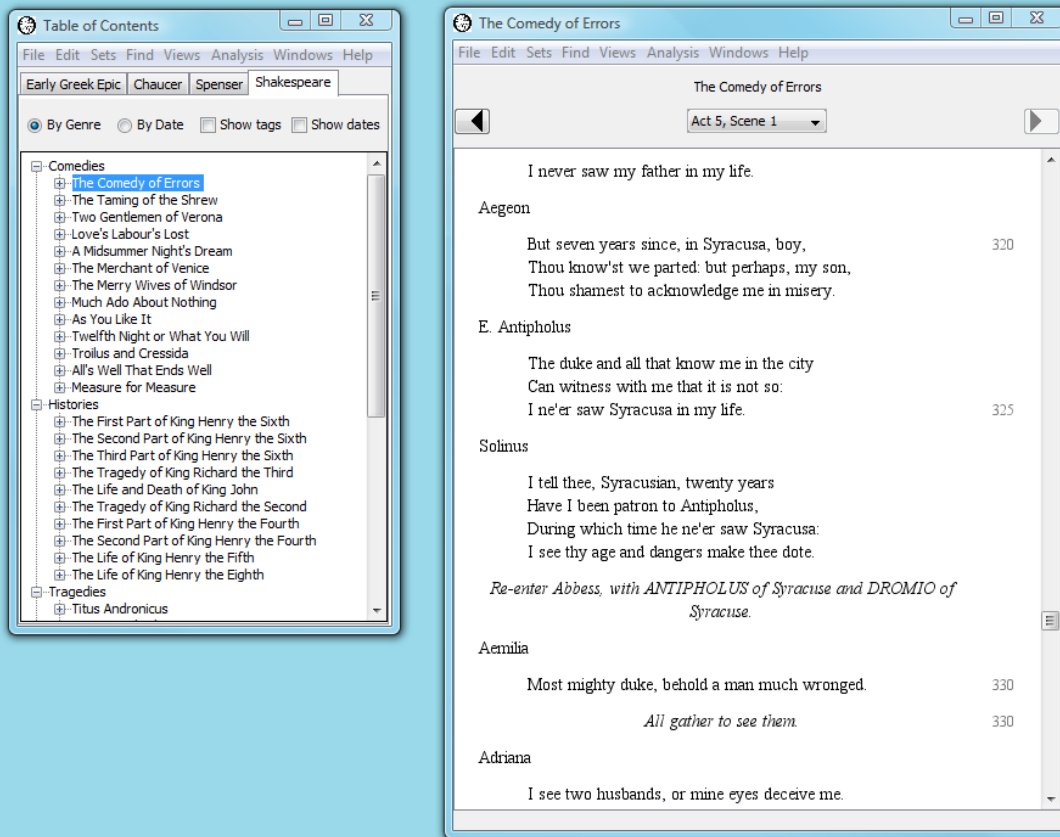 Table of Contents
File Edit Sets Find Views Analysis Windows Help
Early Greek Epic Chaucer Spenser Shakespeare
By Genre By Date Show tags Show dates
Comedies
The Comedy of Errors
The Taming of the Shrew
Two Gentlemen of Verona
Love's Labour's Lost
A Midsummer Night's Dream
The Merchant of Venice
The Merry Wives of Windsor
Much Ado About Nothing
As You Like It
Twelfth Night or What You Will
Troilus and Cressida
All's Well That Ends Well
Measure for Measure
Histories
The First Part of King Henry the Sixth
The Second Part of King Henry the Sixth
The Third Part of King Henry the Sixth
The Tragedy of King Richard the Third
The Life and Death of King John
The Tragedy of King Richard the Second
The First Part of King Henry the Fourth
The Second Part of King Henry the Fourth
The Life of King Henry the Fifth
The Life of King Henry the Eighth
Tragedies
Titus Andronicus
The Comedy of Errors
File Edit Sets Find Views Analysis Windows Help
The Comedy of Errors
Act 5, Scene 1
I never saw my father in my life.
Aegeon
But seven years since, in Syracusa, boy, 320
Thou know'st we parted: but perhaps, my son,
Thou shamest to acknowledge me in misery.
E. Antipholus
The duke and all that know me in the city
Can witness with me that it is not so:
I ne'er saw Syracusa in my life. 325
Solinus
I tell thee, Syracusian, twenty years
Have I been patron to Antipholus,
During which time he ne'er saw Syracusa:
I see thy age and dangers make thee dote.
Re-enter Abbess, with ANTIPHOLUS of Syracuse and DROMIO of
Syracuse.
Aemilia
Most mighty duke, behold a man much wronged. 330
All gather to see them. 330
Adriana
I see two husbands, or mine eyes deceive me.